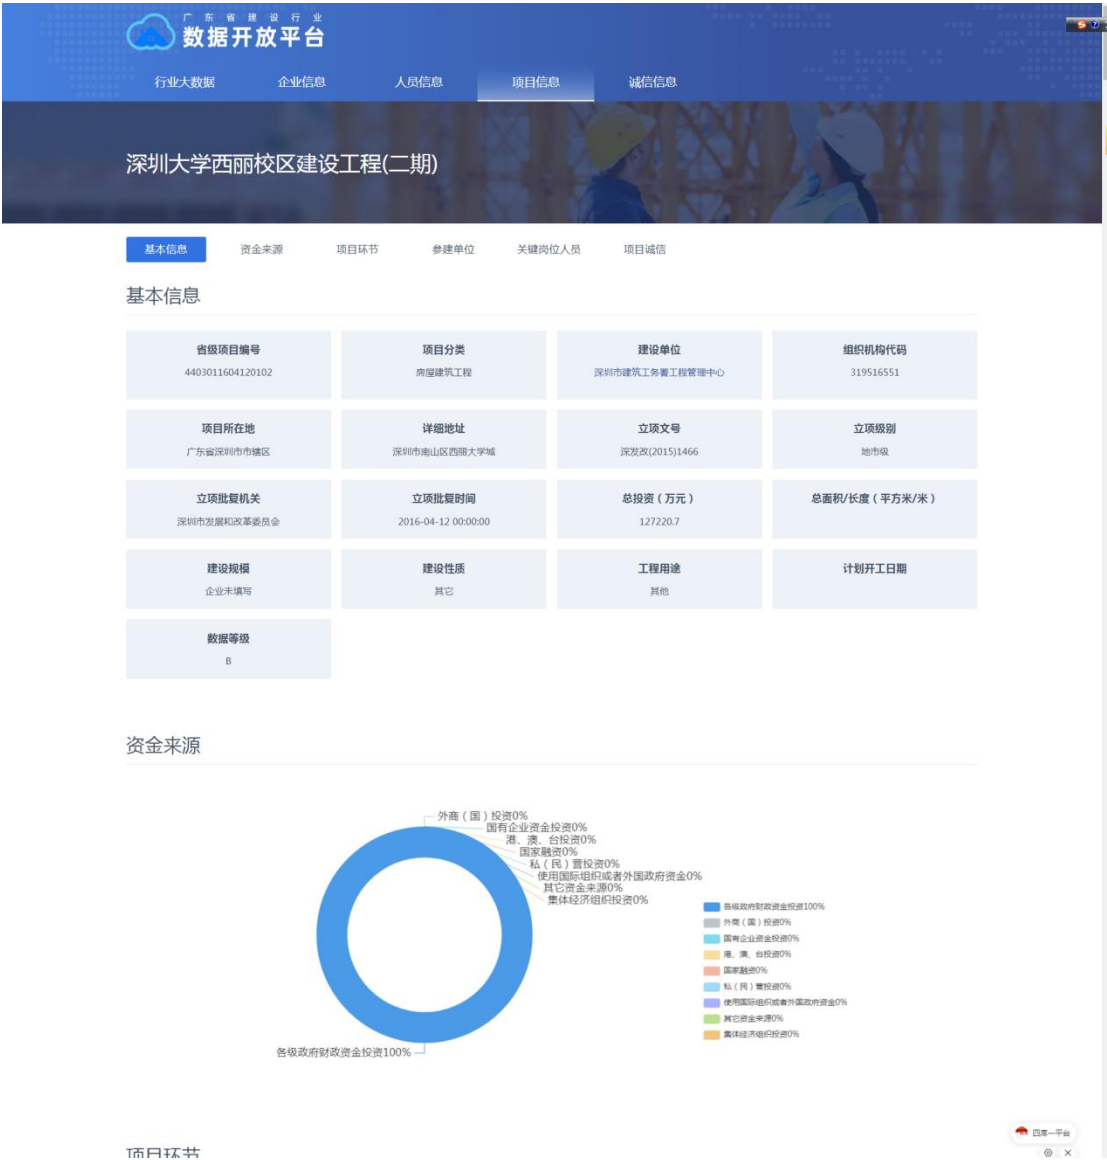 广东省建设行业
数据开放平台
行业大数据 企业信息 人员信息 项目信息 诚信信息
深圳大学西丽校区建设工程(二期)
基本信息 资金来源 项目环节 参建单位 关键岗位人员 项目诚信
基本信息
省级项目编号 项目分类 建设单位 组织机构代码
4403011604120102 房屋建筑工程 深圳市建筑工务署工程管理中心 319516551
项目所在地 详细地址 立项文号 立项级别
广东省深圳市市辖区 深圳市南山区西丽大学城 深发改(2015)1466 地市级
立项批复机关 立项批复时间 总投资（万元） 总面积/长度（平方米/米）
深圳市发展和改革委员会 2016-04-12 00:00:00 127220.7
建设规模 建设性质 工程用途 计划开工日期
企业未填写 其它 其他
数据等级
B
资金来源
外商（国）投资0%
国有企业资金投资0%
港、澳、台投资0%
国家融资0%
私（民）营投资0%
使用国际组织或者外国政府资金0%
其它资金来源0%
集体经济组织投资0%
各级政府财政资金投资100%
外商（国）投资0%
国有企业资金投资0%
港、澳、台投资0%
国家融资0%
私（民）营投资0%
使用国际组织或者外国政府资金0%
其它资金来源0%
集体经济组织投资0%
各级政府财政资金投资100%
四库一平台
项目环节